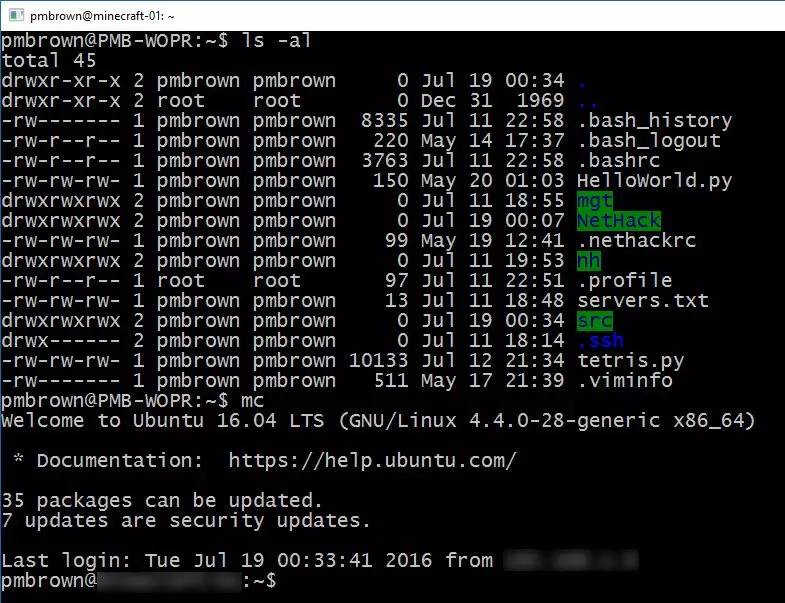 pmbrown@minecraft-01: ~
pmbrown@PMB-WOPR:~$ ls -al
total 45
drwxr-xr-x 2 pmbrown pmbrown     0 Jul 19 00:34 .
drwxr-xr-x 2 root    root        0 Dec 31  1969 ..
-rw------- 1 pmbrown pmbrown  8335 Jul 11 22:58 .bash_history
-rw-r--r-- 1 pmbrown pmbrown   220 May 14 17:37 .bash_logout
-rw-r--r-- 1 pmbrown pmbrown  3763 Jul 11 22:58 .bashrc
-rw-rw-rw- 1 pmbrown pmbrown   150 May 20 01:03 HelloWorld.py
drwxrwxrwx 2 pmbrown pmbrown     0 Jul 11 18:55 mgt
drwxrwxrwx 2 pmbrown pmbrown     0 Jul 19 00:07 NetHack
-rw-rw-rw- 1 pmbrown pmbrown    99 May 19 12:41 .nethackrc
drwxrwxrwx 2 pmbrown pmbrown     0 Jul 11 19:53 nh
-rw-r--r-- 1 root    root       97 Jul 11 22:51 .profile
-rw-rw-rw- 1 pmbrown pmbrown    13 Jul 11 18:48 servers.txt
drwxrwxrwx 2 pmbrown pmbrown     0 Jul 19 00:34 src
drwx------ 2 pmbrown pmbrown     0 Jul 11 18:14 .ssh
-rw-rw-rw- 1 pmbrown pmbrown 10133 Jul 12 21:34 tetris.py
-rw------- 1 pmbrown pmbrown   511 May 17 21:39 .viminfo
pmbrown@PMB-WOPR:~$ mc
Welcome to Ubuntu 16.04 LTS (GNU/Linux 4.4.0-28-generic x86_64)
* Documentation:  https://help.ubuntu.com/
35 packages can be updated.
7 updates are security updates.
Last login: Tue Jul 19 00:33:41 2016 from
pmbrown@ :~$